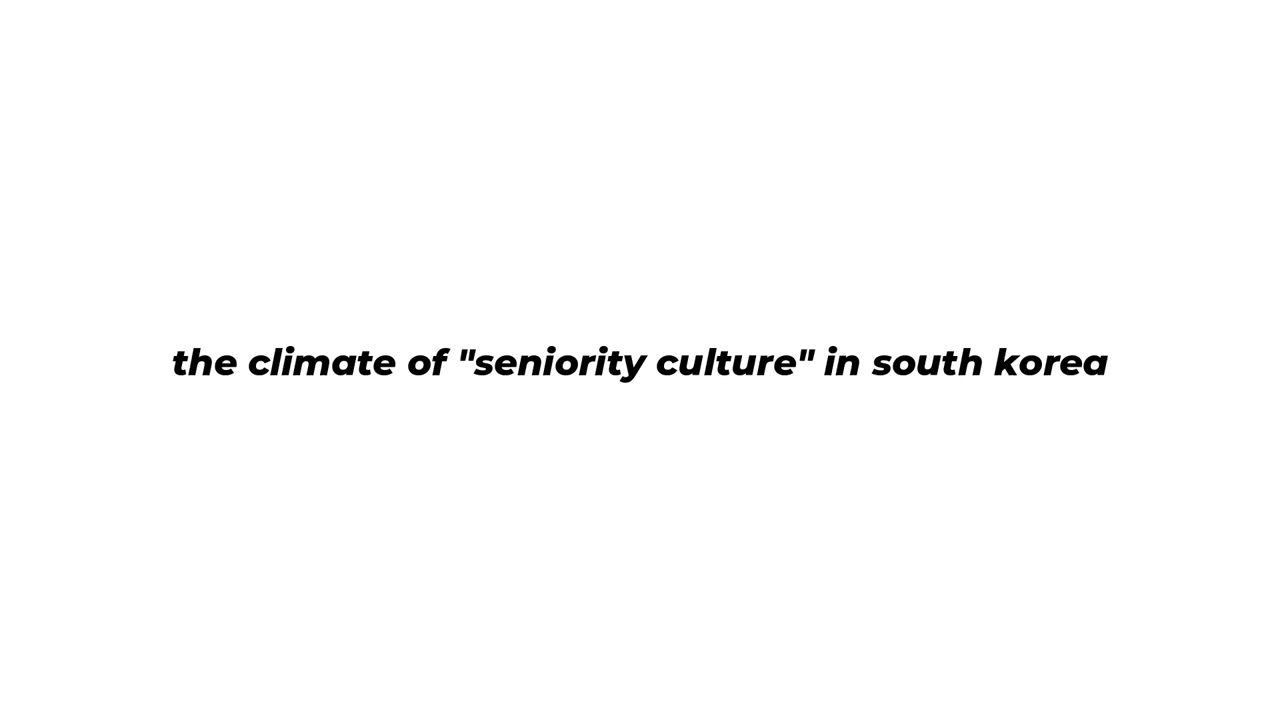 the climate of "seniority culture" in south korea